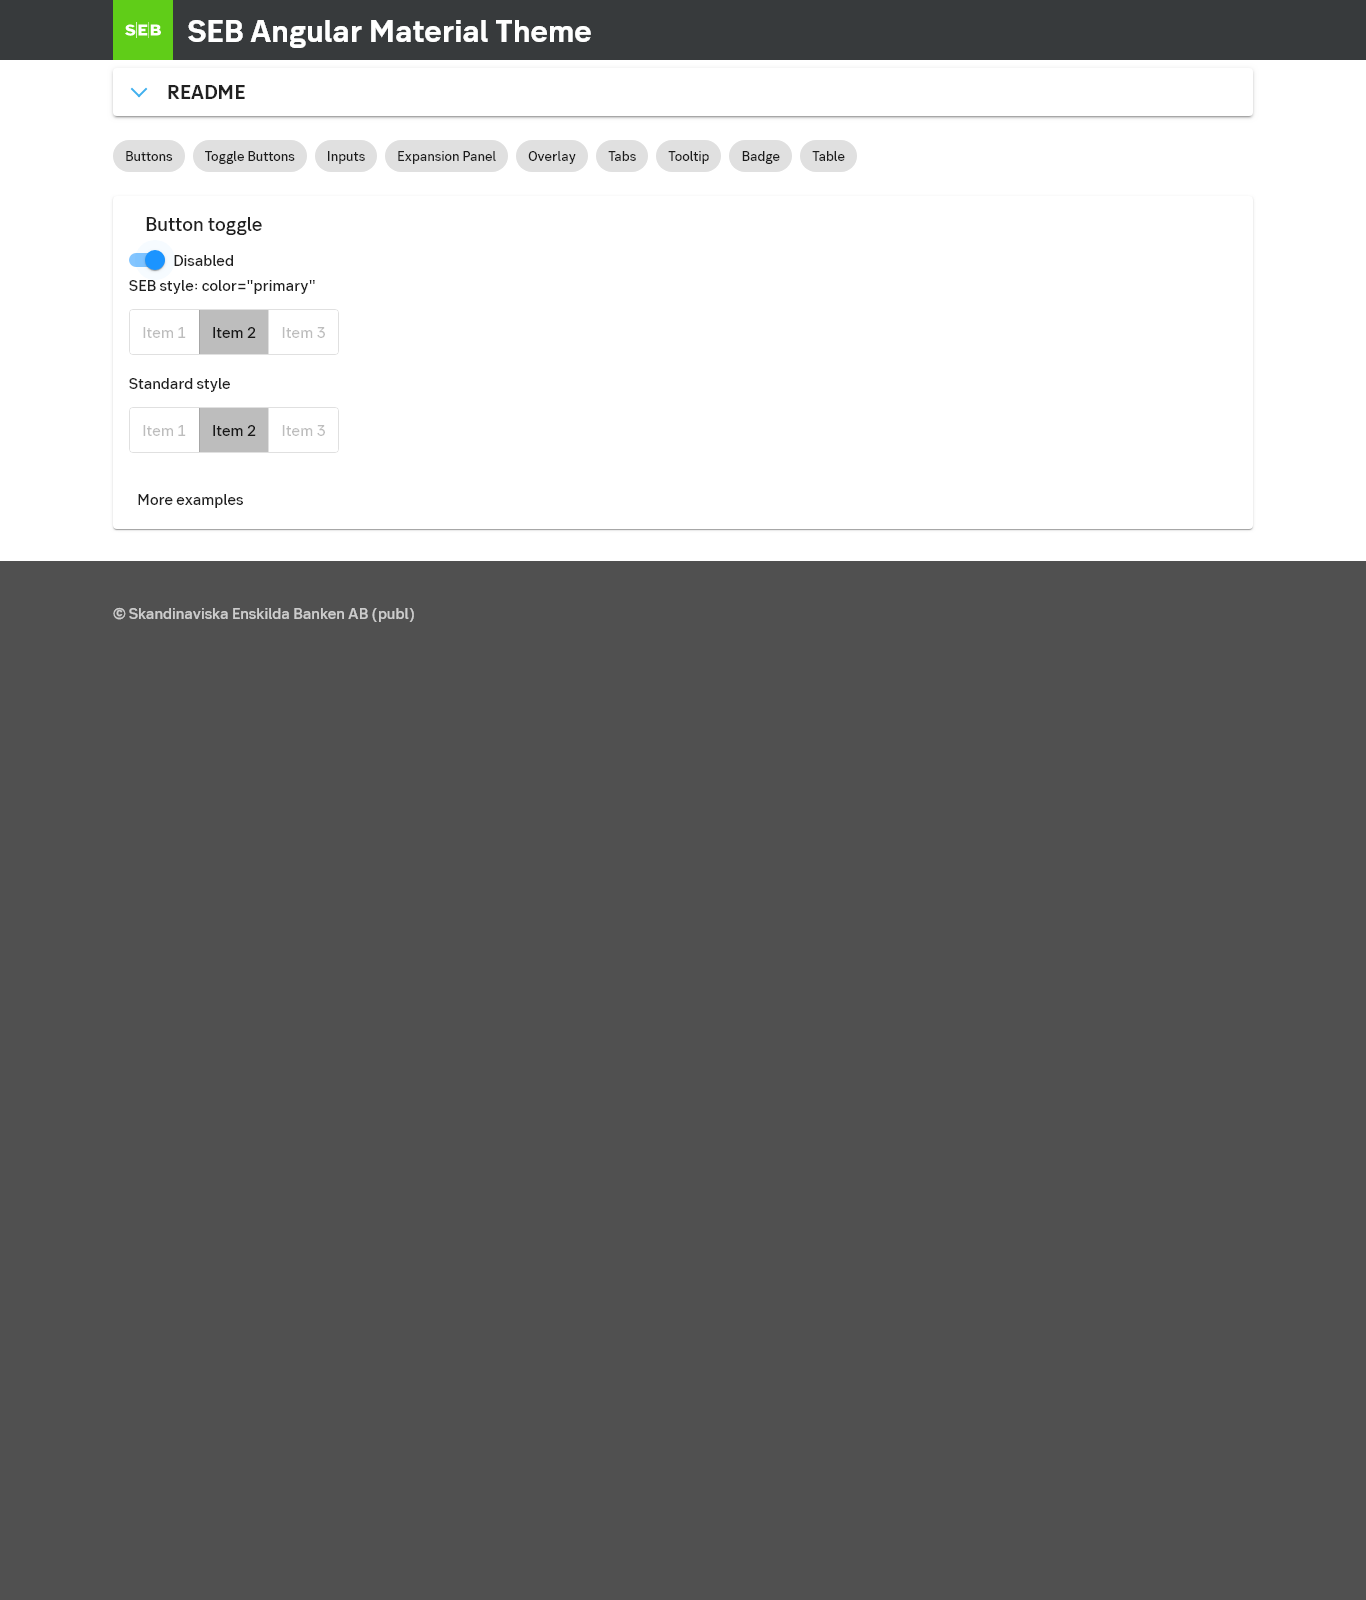 SEB SEB Angular Material Theme
README
Buttons Toggle Buttons Inputs Expansion Panel Overlay Tabs Tooltip Badge Table
Button toggle
Disabled
SEB style: color="primary"
Item 1 Item 2 Item 3
Standard style
Item 1 Item 2 Item 3
More examples
© Skandinaviska Enskilda Banken AB (publ)